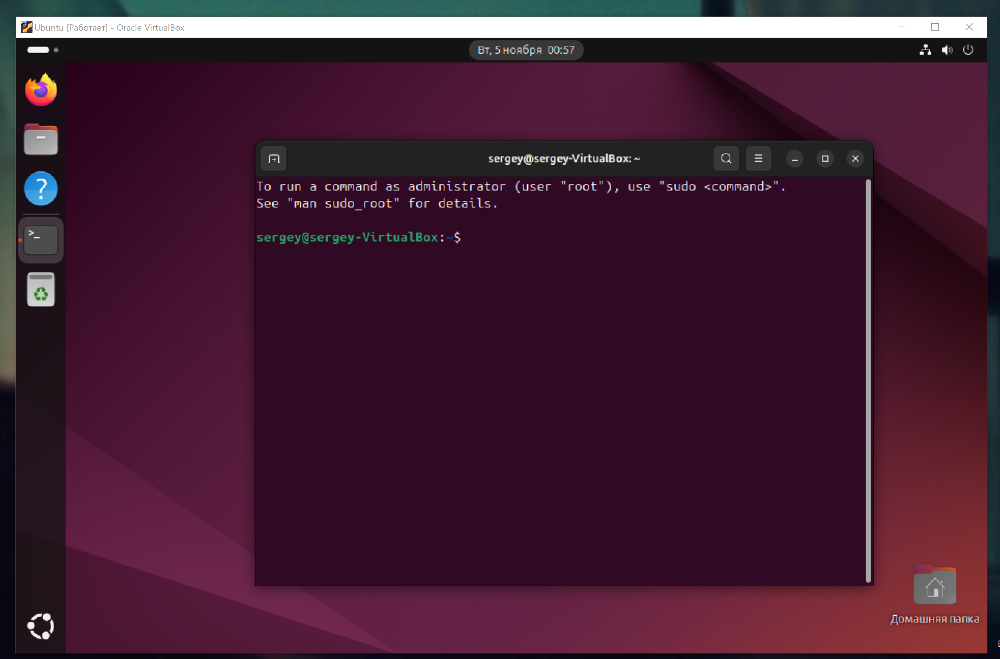 Ubuntu [Работает] - Oracle VirtualBox
Вт, 5 ноября 00:57
sergey@sergey-VirtualBox: ~
To run a command as administrator (user "root"), use "sudo <command>".
See "man sudo_root" for details.
sergey@sergey-VirtualBox:~$
Домашняя папка